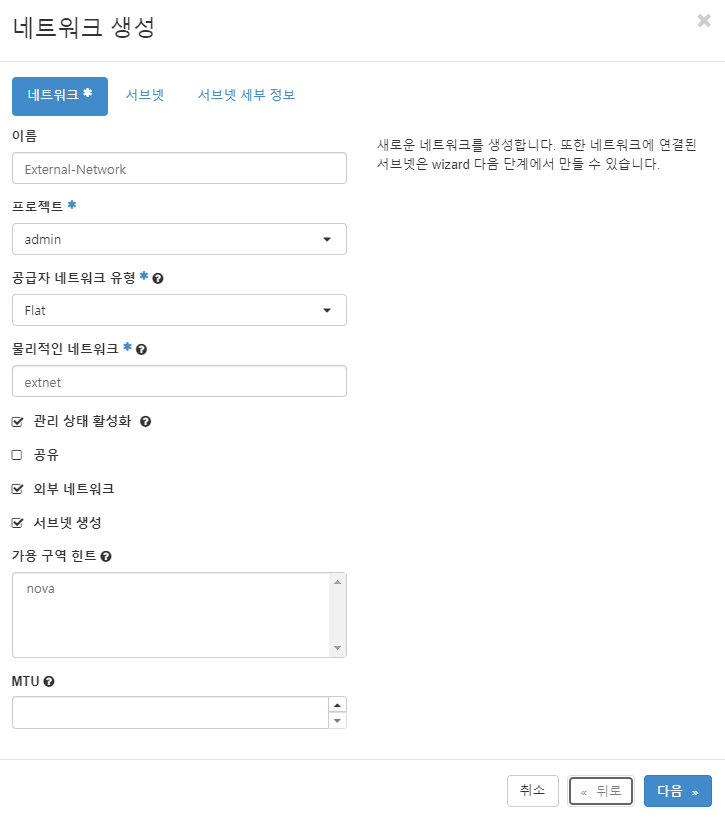 네트워크 생성
네트워크 *
서브넷
서브넷 세부 정보
이름
External-Network
프로젝트 *
admin
공급자 네트워크 유형 *
Flat
물리적인 네트워크 *
extnet
관리 상태 활성화
공유
외부 네트워크
서브넷 생성
가용 구역 힌트
nova
MTU
새로운 네트워크를 생성합니다. 또한 네트워크에 연결된
서브넷은 wizard 다음 단계에서 만들 수 있습니다.
취소
« 뒤로
다음 »